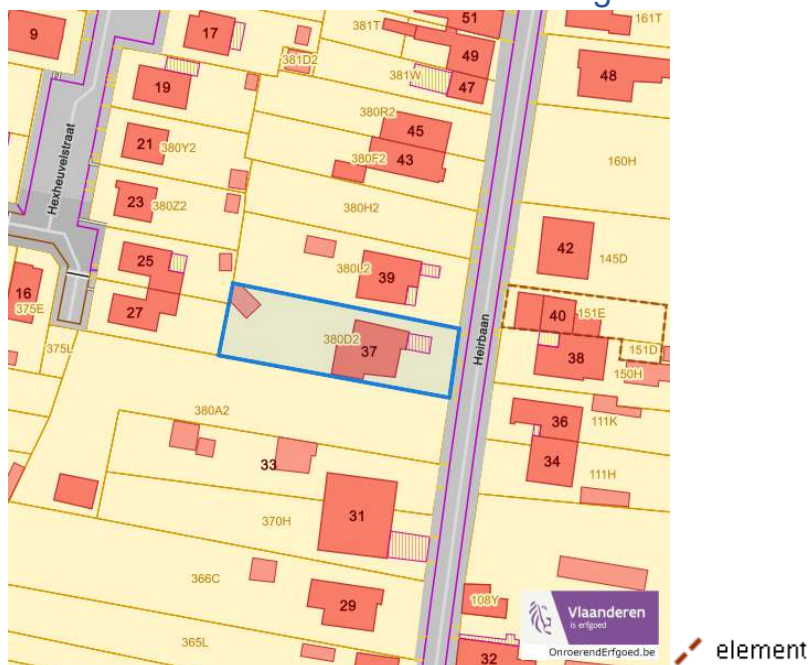 51
161T
9
17
381T
49
381D2
381W
48
19
47
380R2
45
21
380Y2
43
380F2
160H
Hexheuvelstraat
23
380Z2
380H2
42
145D
25
380L2
39
16
375E
27
40
151E
Heirbaan
380D2
37
151D
375L
38
150H
380A2
36
111K
33
34
111H
31
370H
366C
29
108Y
Vlaanderen
is erfgoed
365L
32
OnroerendErfgoed.be
element